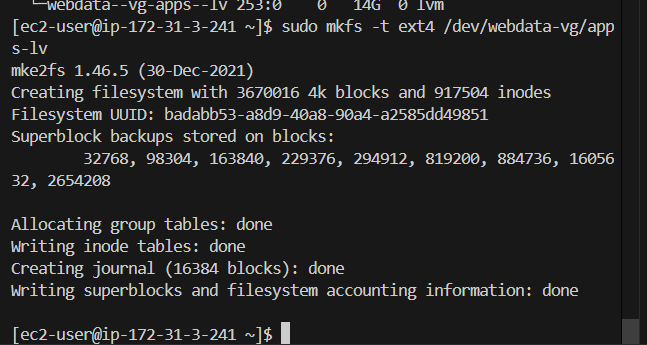 └─webdata--vg-apps--lv 253:0    0   14G  0 lvm
[ec2-user@ip-172-31-3-241 ~]$ sudo mkfs -t ext4 /dev/webdata-vg/app
s-lv
mke2fs 1.46.5 (30-Dec-2021)
Creating filesystem with 3670016 4k blocks and 917504 inodes
Filesystem UUID: badabb53-a8d9-40a8-90a4-a2585dd49851
Superblock backups stored on blocks:
        32768, 98304, 163840, 229376, 294912, 819200, 884736, 16056
32, 2654208

Allocating group tables: done
Writing inode tables: done
Creating journal (16384 blocks): done
Writing superblocks and filesystem accounting information: done

[ec2-user@ip-172-31-3-241 ~]$